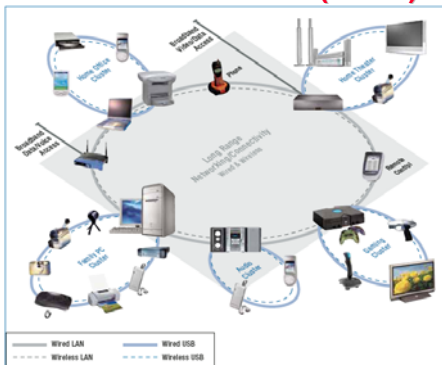 Broadband
Video/Data
Access
Home Office
Cluster
Phone
Home Theater
Cluster
Long Range
Networking/Connectivity
Wired & Wireless
Broadband
Data/Voice
Access
Remote
Control
Family PC
Cluster
Audio
Cluster
Gaming
Cluster
Wired LAN
Wired USB
Wireless LAN
Wireless USB